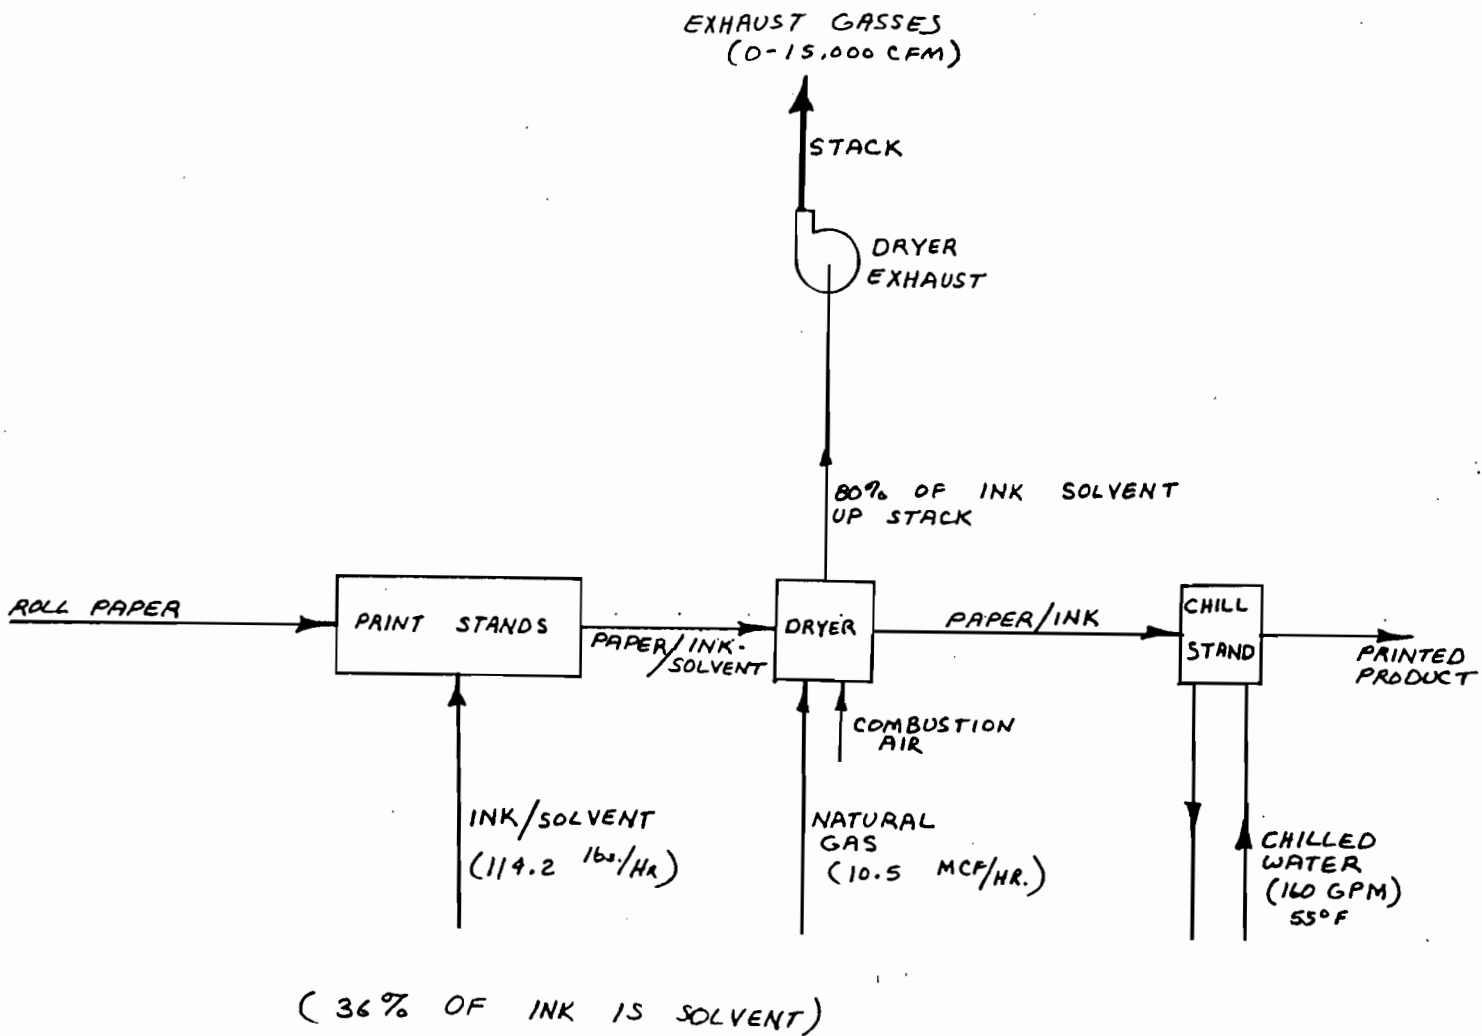 EXHAUST GASSES
(0-15,000 CFM)
STACK
DRYER
EXHAUST
80% OF INK SOLVENT
UP STACK
ROLL PAPER
PRINT STANDS
PAPER/INK-
SOLVENT
DRYER
PAPER/INK
CHILL
STAND
PRINTED
PRODUCT
COMBUSTION
AIR
INK/SOLVENT
(114.2 lbs./HR)
NATURAL
GAS
(10.5 MCF/HR.)
CHILLED
WATER
(160 GPM)
55°F
(36% OF INK IS SOLVENT)